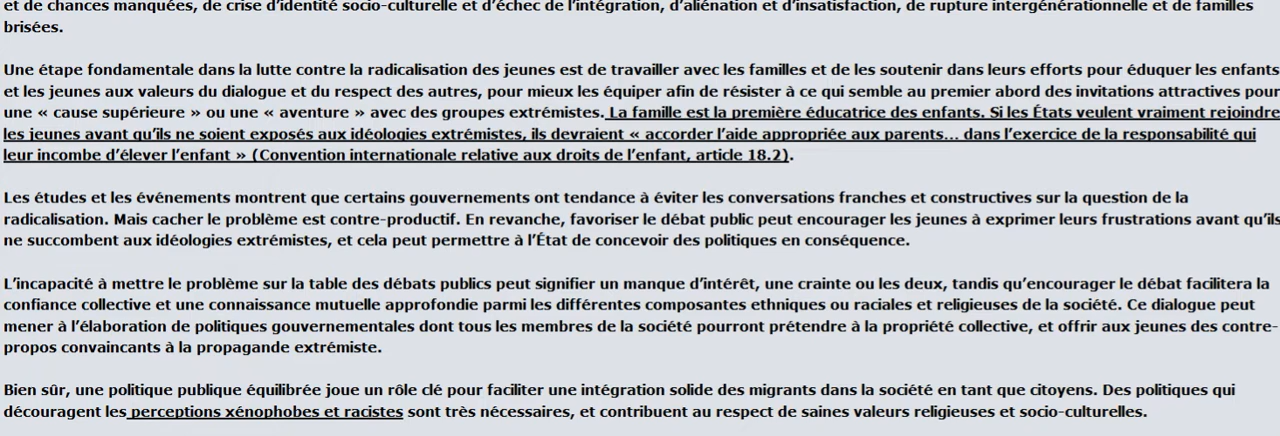 et de chances manquées, de crise d'identité socio-culturelle et d'échec de l'intégration, d'aliénation et d'insatisfaction, de rupture intergénérationnelle et de familles
brisées.
Une étape fondamentale dans la lutte contre la radicalisation des jeunes est de travailler avec les familles et de les soutenir dans leurs efforts pour éduquer les enfants
et les jeunes aux valeurs du dialogue et du respect des autres, pour mieux les équiper afin de résister à ce qui semble au premier abord des invitations attractives pour
une « cause supérieure » ou une « aventure » avec des groupes extrémistes. La famille est la première éducatrice des enfants. Si les États veulent vraiment rejoindre
les jeunes avant qu'ils ne soient exposés aux idéologies extrémistes, ils devraient « accorder l'aide appropriée aux parents… dans l'exercice de la responsabilité qui
leur incombe d'élever l'enfant » (Convention internationale relative aux droits de l'enfant, article 18.2).
Les études et les événements montrent que certains gouvernements ont tendance à éviter les conversations franches et constructives sur la question de la
radicalisation. Mais cacher le problème est contre-productif. En revanche, favoriser le débat public peut encourager les jeunes à exprimer leurs frustrations avant qu'ils
ne succombent aux idéologies extrémistes, et cela peut permettre à l'État de concevoir des politiques en conséquence.
L'incapacité à mettre le problème sur la table des débats publics peut signifier un manque d'intérêt, une crainte ou les deux, tandis qu'encourager le débat facilitera la
confiance collective et une connaissance mutuelle approfondie parmi les différentes composantes ethniques ou raciales et religieuses de la société. Ce dialogue peut
mener à l'élaboration de politiques gouvernementales dont tous les membres de la société pourront prétendre à la propriété collective, et offrir aux jeunes des contre-
propos convaincants à la propagande extrémiste.
Bien sûr, une politique publique équilibrée joue un rôle clé pour faciliter une intégration solide des migrants dans la société en tant que citoyens. Des politiques qui
découragent les perceptions xénophobes et racistes sont très nécessaires, et contribuent au respect de saines valeurs religieuses et socio-culturelles.